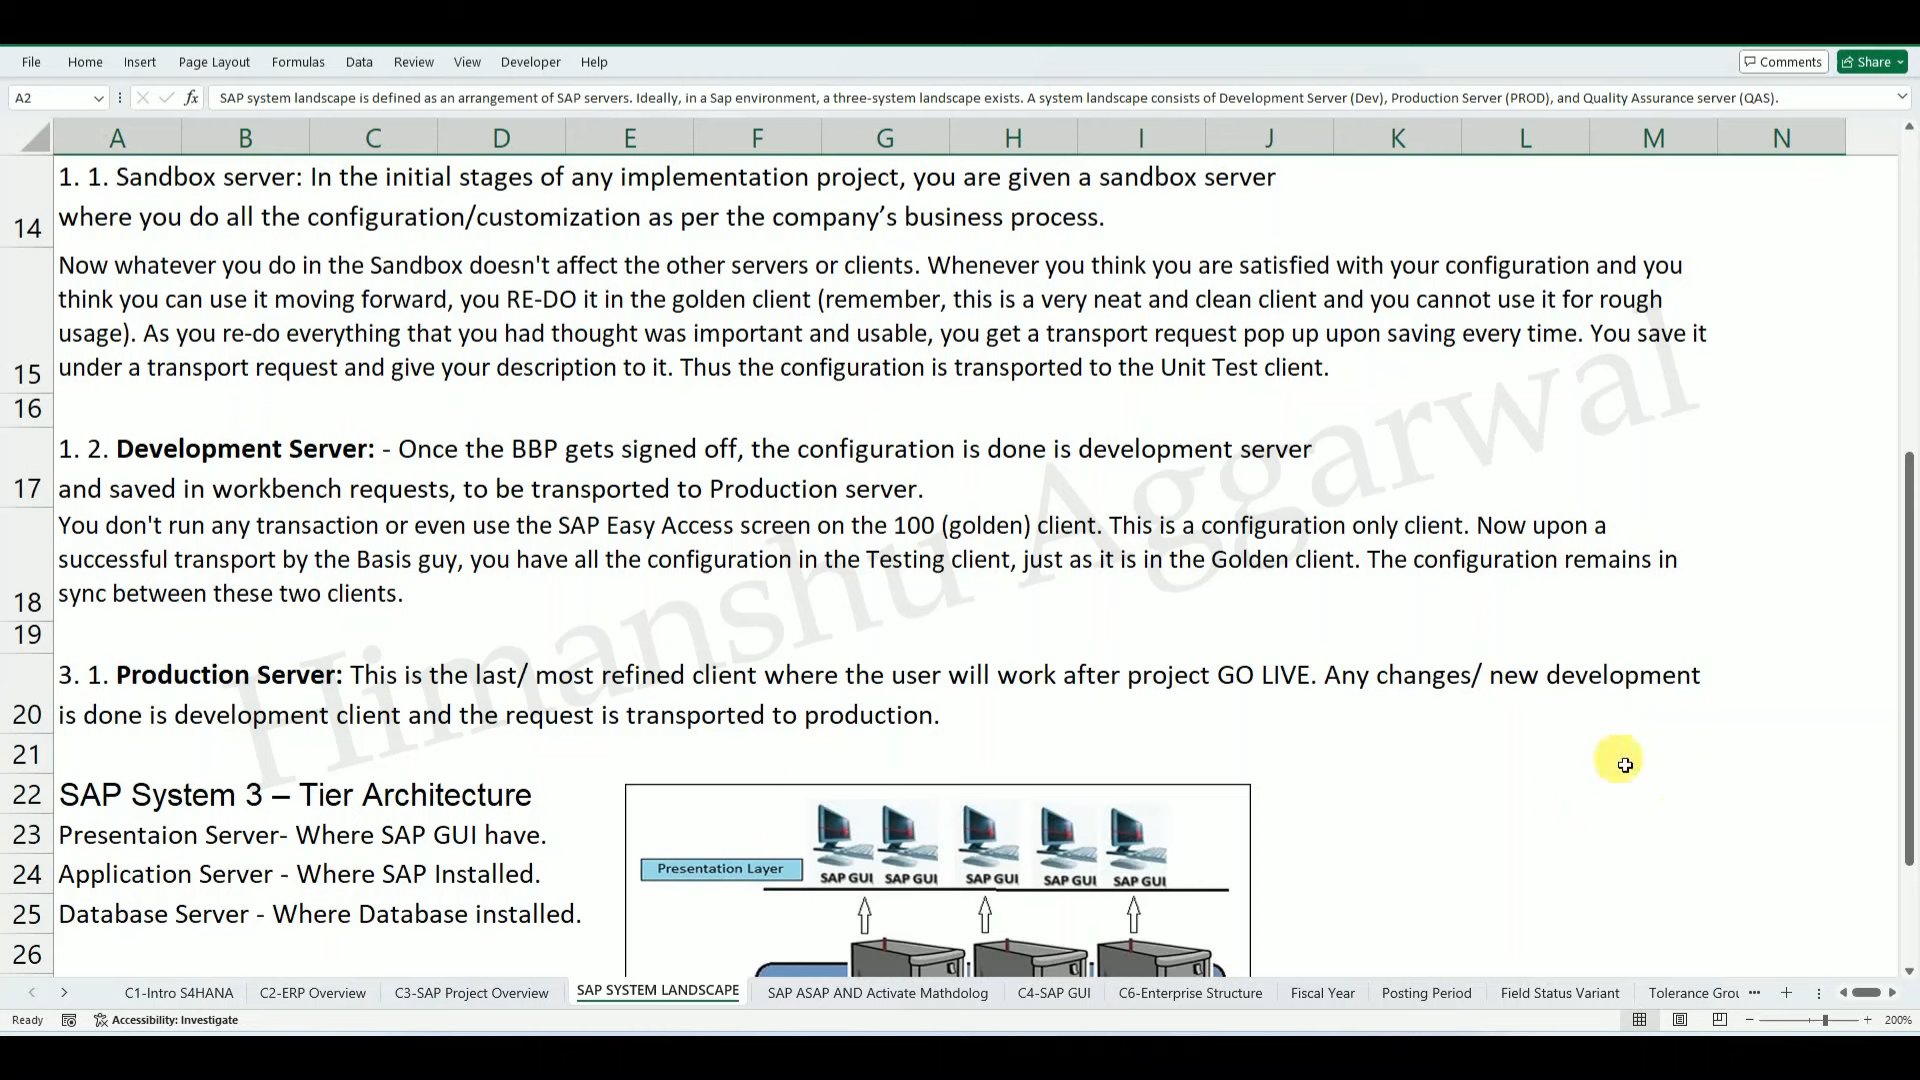 File Home Insert Page Layout Formulas Data Review View Developer Help Comments Share
A2 fx SAP system landscape is defined as an arrangement of SAP servers. Ideally, in a Sap environment, a three-system landscape exists. A system landscape consists of Development Server (Dev), Production Server (PROD), and Quality Assurance server (QAS).
A B C D E F G H I J K L M N
1. 1. Sandbox server: In the initial stages of any implementation project, you are given a sandbox server
14 where you do all the configuration/customization as per the company’s business process.
Now whatever you do in the Sandbox doesn't affect the other servers or clients. Whenever you think you are satisfied with your configuration and you
think you can use it moving forward, you RE-DO it in the golden client (remember, this is a very neat and clean client and you cannot use it for rough
usage). As you re-do everything that you had thought was important and usable, you get a transport request pop up upon saving every time. You save it
15 under a transport request and give your description to it. Thus the configuration is transported to the Unit Test client.
16
1. 2. Development Server: - Once the BBP gets signed off, the configuration is done is development server
17 and saved in workbench requests, to be transported to Production server.
You don't run any transaction or even use the SAP Easy Access screen on the 100 (golden) client. This is a configuration only client. Now upon a
successful transport by the Basis guy, you have all the configuration in the Testing client, just as it is in the Golden client. The configuration remains in
18 sync between these two clients.
19
3. 1. Production Server: This is the last/ most refined client where the user will work after project GO LIVE. Any changes/ new development
20 is done is development client and the request is transported to production.
21
22 SAP System 3 – Tier Architecture
23 Presentaion Server- Where SAP GUI have.
24 Application Server - Where SAP Installed.
25 Database Server - Where Database installed.
26
Presentation Layer
SAP GUI SAP GUI SAP GUI SAP GUI SAP GUI
Himanshu Aggarwal
C1-Intro S4HANA C2-ERP Overview C3-SAP Project Overview SAP SYSTEM LANDSCAPE SAP ASAP AND Activate Mathdolog C4-SAP GUI C6-Enterprise Structure Fiscal Year Posting Period Field Status Variant Tolerance Grou ...
Ready Accessibility: Investigate 200%